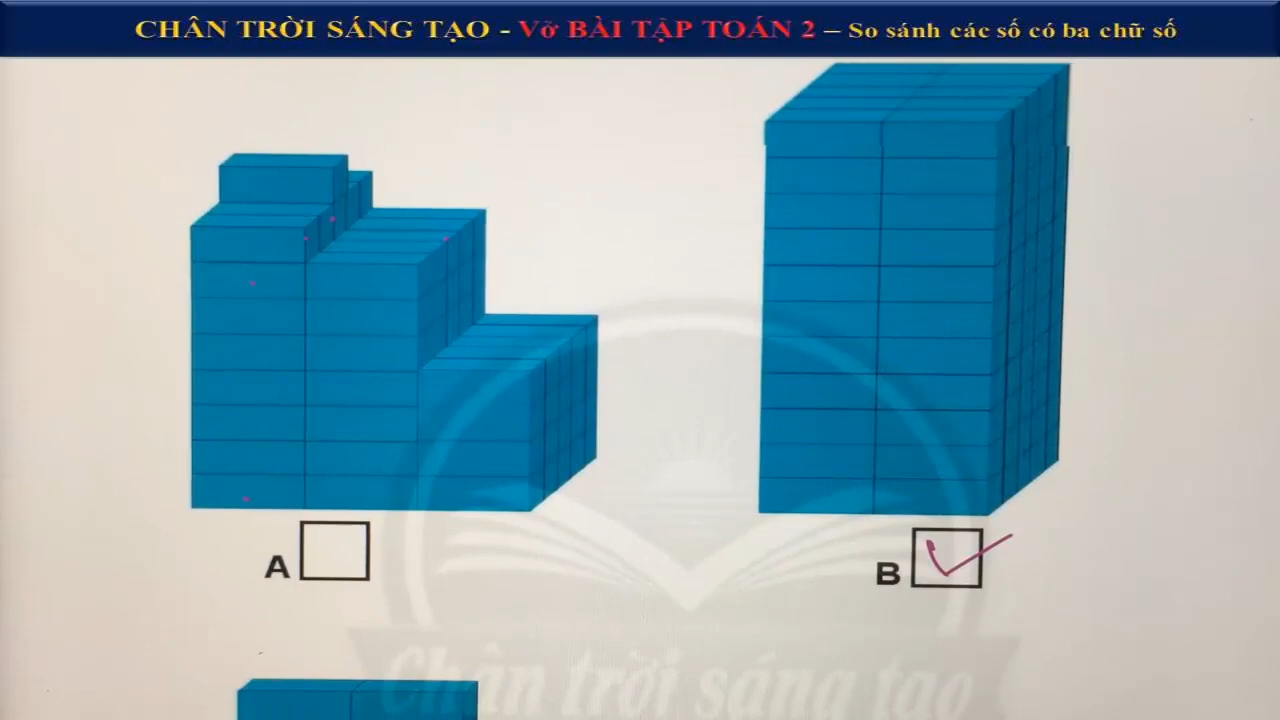 CHÂN TRỜI SÁNG TẠO - Vở BÀI TẬP TOÁN 2 – So sánh các số có ba chữ số
A
B
Chân trời sáng tạo